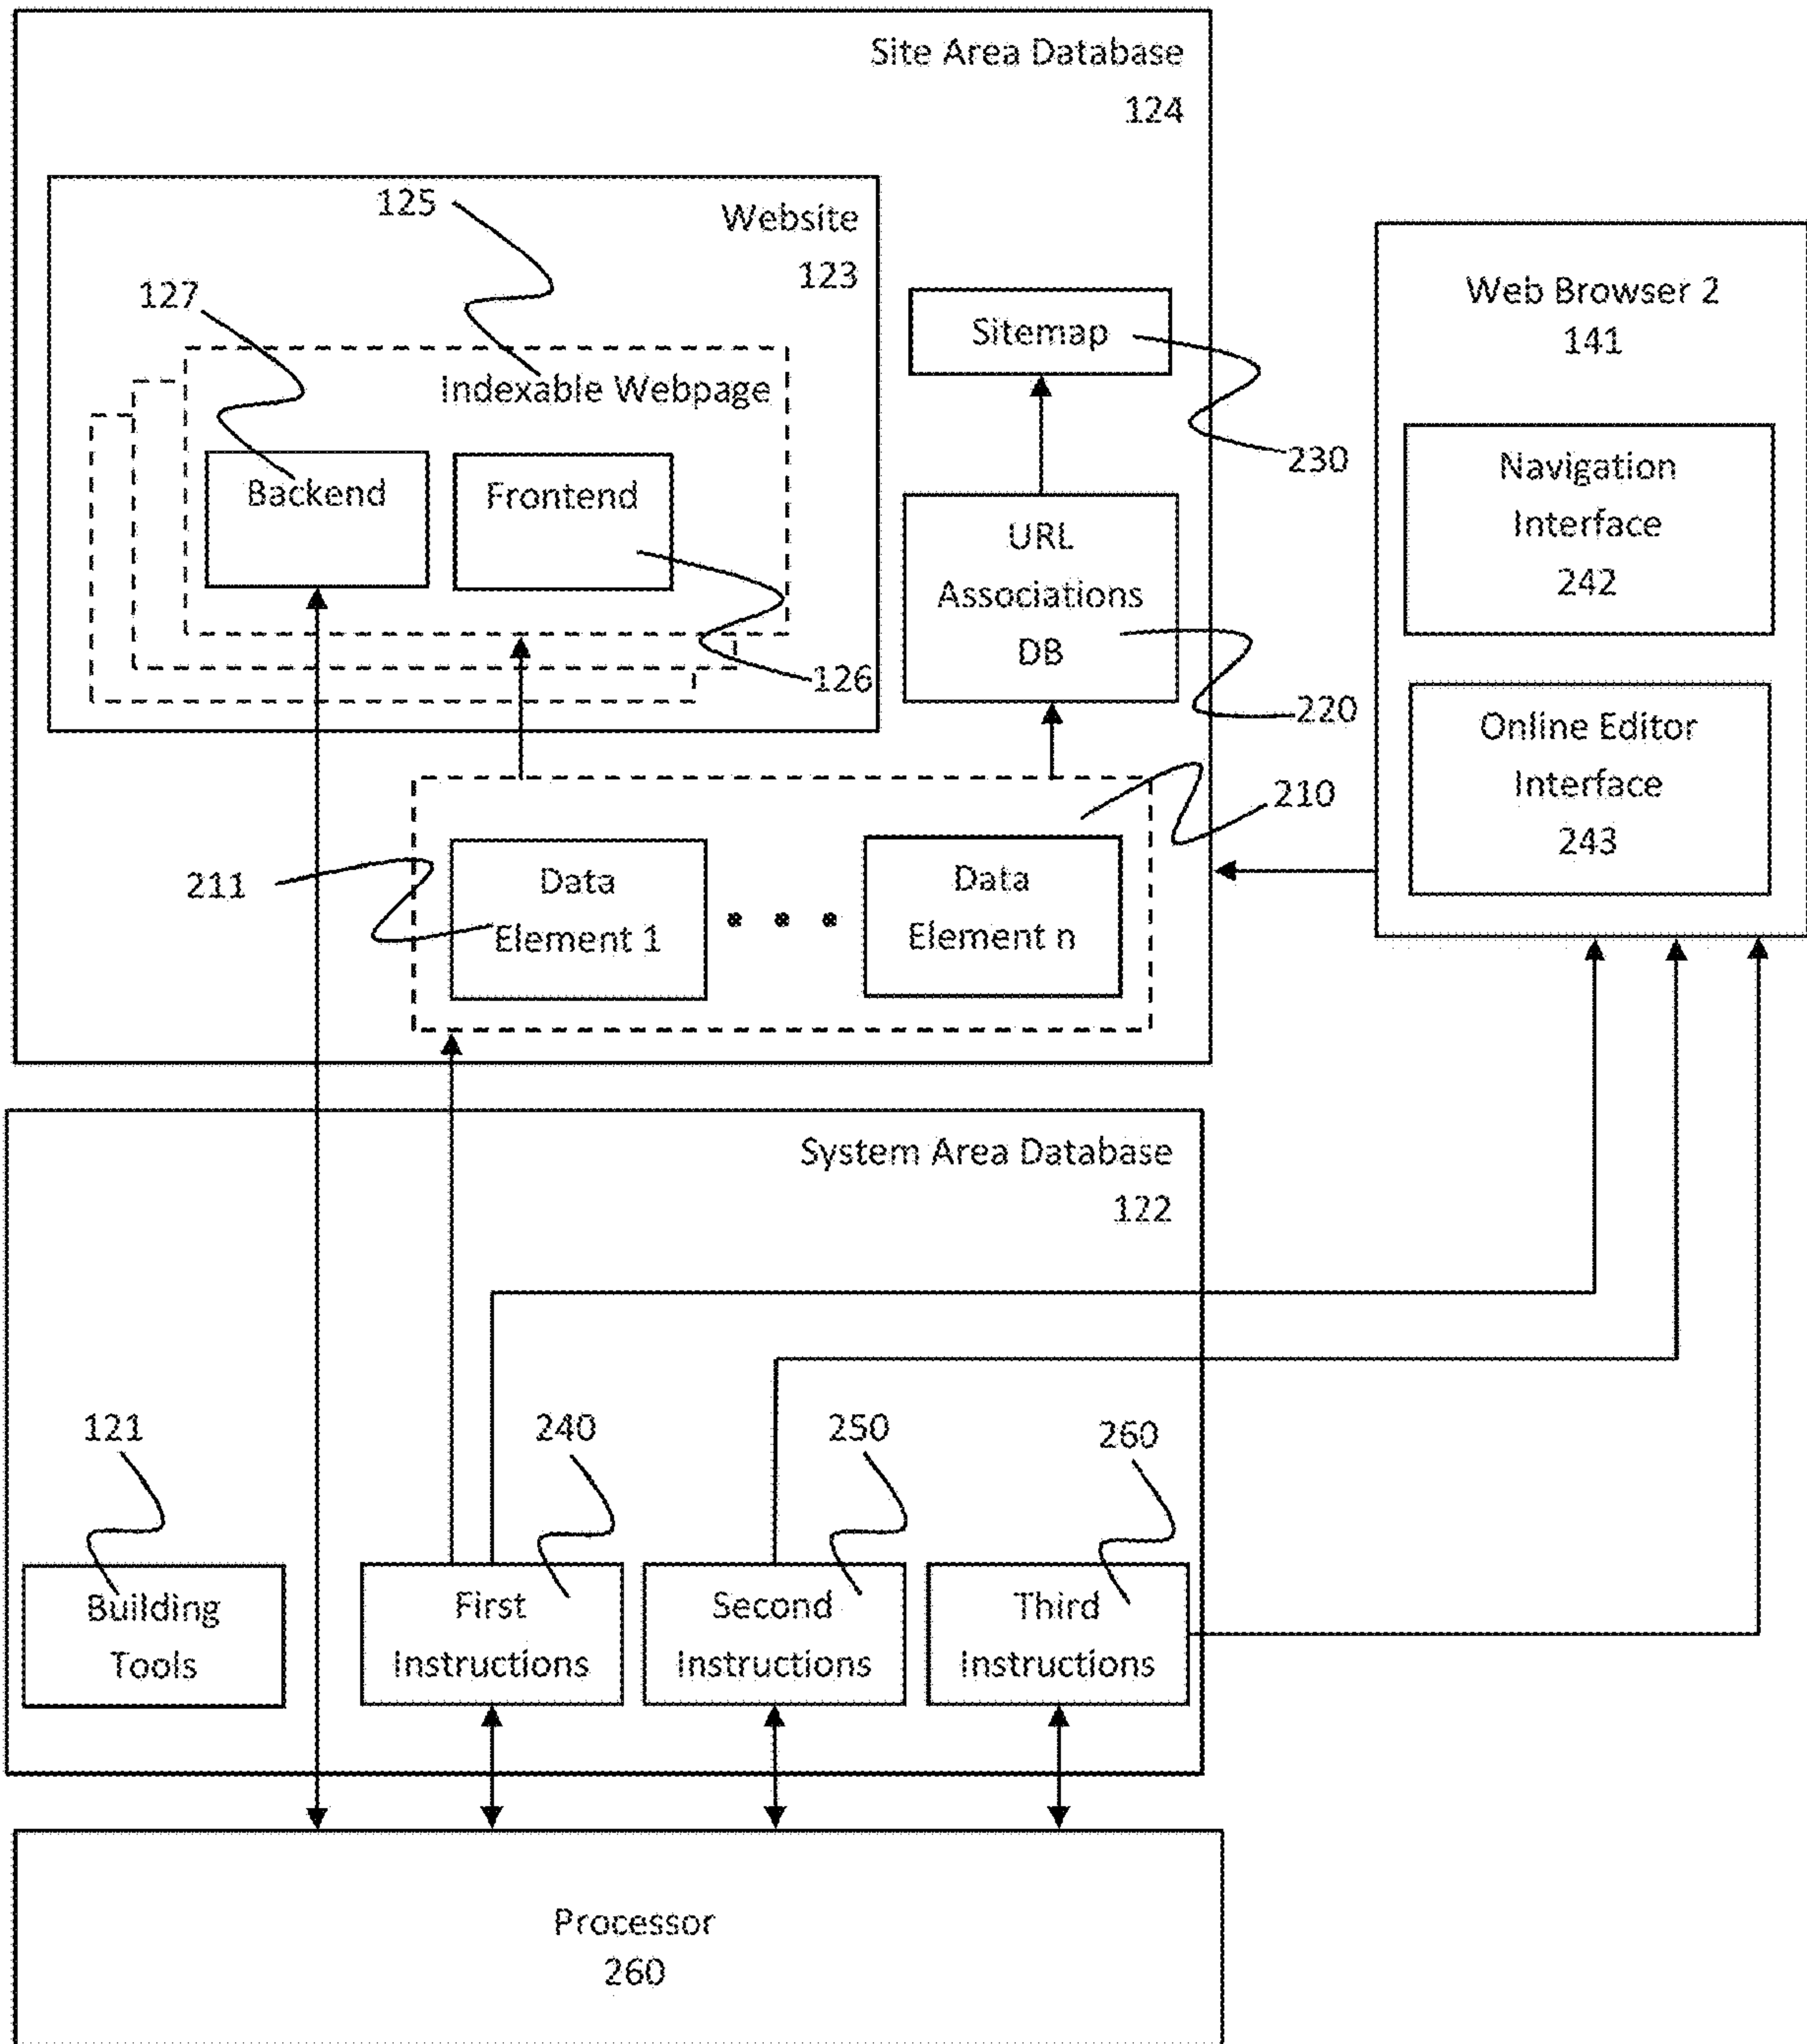 Site Area Database
124
125
Website
123
127
Indexable Webpage
Backend
Frontend
126
Sitemap
230
URL
Associations
DB
220
210
211
Data
Element 1
Data
Element n
Web Browser 2
141
Navigation
Interface
242
Online Editor
Interface
243
System Area Database
122
121
240
250
260
Building
Tools
First
Instructions
Second
Instructions
Third
Instructions
Processor
260